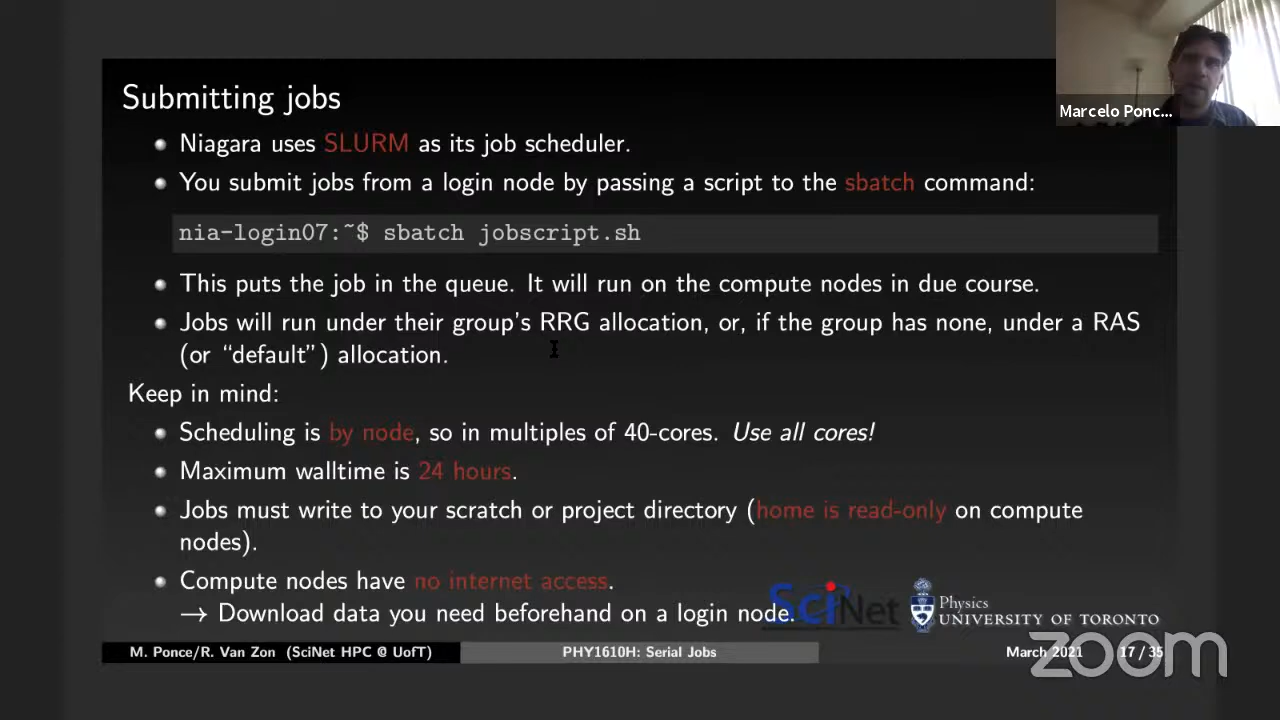 Submitting jobs
Marcelo Ponc...
Niagara uses SLURM as its job scheduler.
You submit jobs from a login node by passing a script to the sbatch command:
nia-login07:~$ sbatch jobscript.sh
This puts the job in the queue. It will run on the compute nodes in due course.
Jobs will run under their group's RRG allocation, or, if the group has none, under a RAS
(or “default”) allocation.
Keep in mind:
Scheduling is by node, so in multiples of 40-cores. Use all cores!
Maximum walltime is 24 hours.
Jobs must write to your scratch or project directory (home is read-only on compute
nodes).
Compute nodes have no internet access.
→ Download data you need beforehand on a login node.
SciNet
Physics
UNIVERSITY OF TORONTO
M. Ponce/R. Van Zon (SciNet HPC @ UofT)
PHY1610H: Serial Jobs
March 2021
17 / 35
zoom